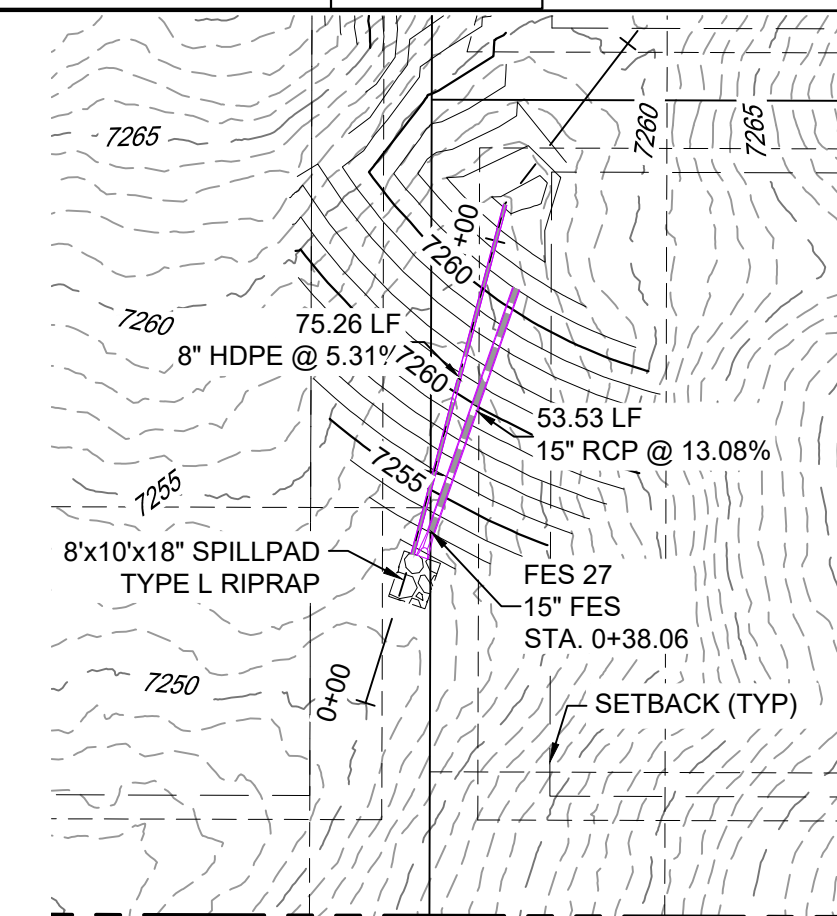 7265
7260
7265
+00
7260
7260
75.26 LF
8" HDPE @ 5.31%
7260
53.53 LF
15" RCP @ 13.08%
7255
7255
8'x10'x18" SPILLPAD
TYPE L RIPRAP
FES 27
15" FES
STA. 0+38.06
7250
0+00
SETBACK (TYP)